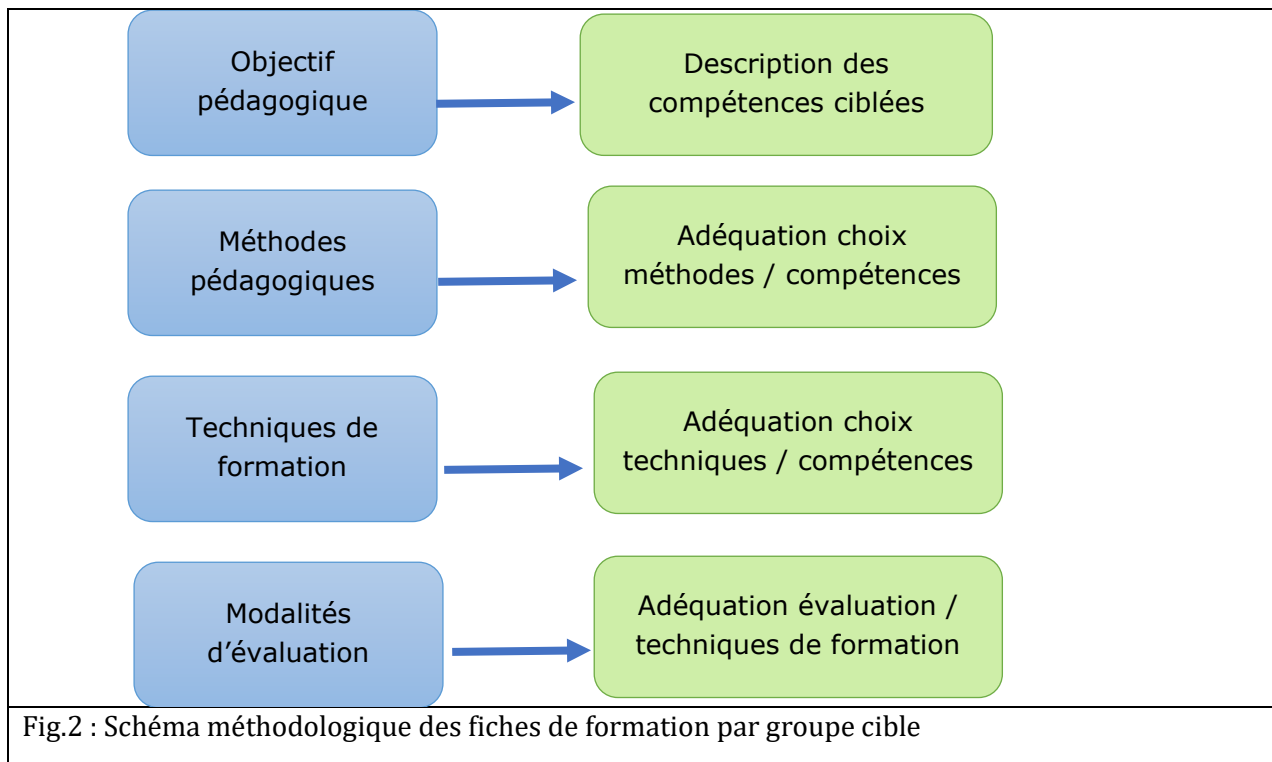 Objectif
pédagogique
Description des
compétences ciblées
Méthodes
pédagogiques
Adéquation choix
méthodes / compétences
Techniques de
formation
Adéquation choix
techniques / compétences
Modalités
d’évaluation
Adéquation évaluation /
techniques de formation
Fig.2 : Schéma méthodologique des fiches de formation par groupe cible